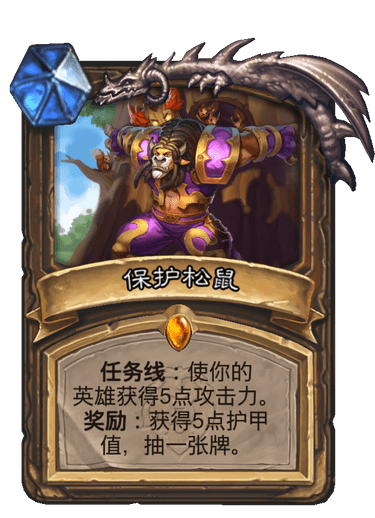 保护松鼠
任务线：使你的
英雄获得5点攻击力。
奖励：获得5点护甲
值，抽一张牌。